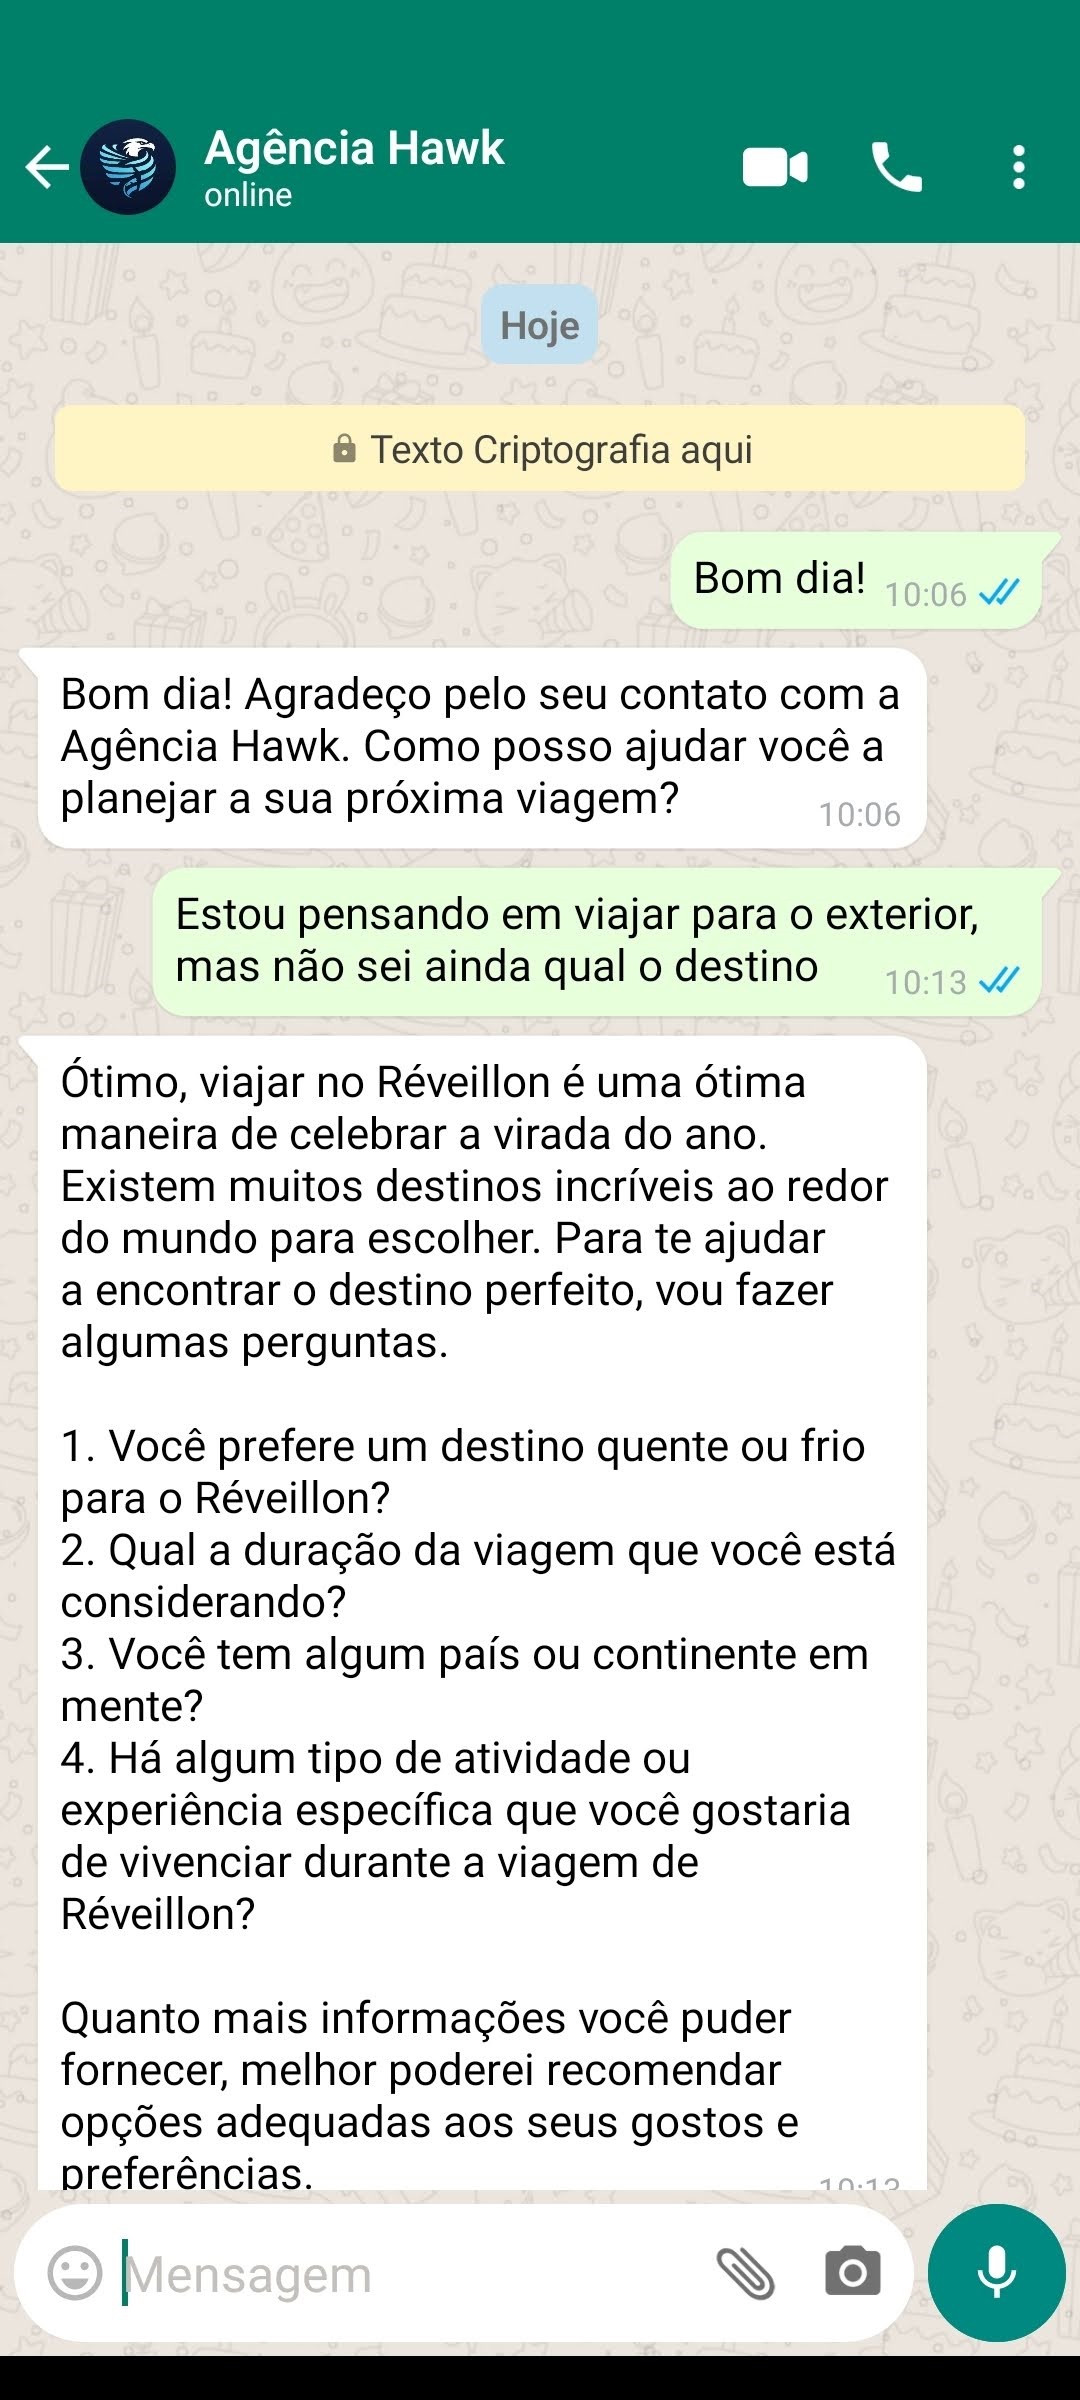 Agência Hawk
online
Hoje
Texto Criptografia aqui
Bom dia! 10:06
Bom dia! Agradeço pelo seu contato com a
Agência Hawk. Como posso ajudar você a
planejar a sua próxima viagem? 10:06
Estou pensando em viajar para o exterior,
mas não sei ainda qual o destino 10:13
Ótimo, viajar no Réveillon é uma ótima
maneira de celebrar a virada do ano.
Existem muitos destinos incríveis ao redor
do mundo para escolher. Para te ajudar
a encontrar o destino perfeito, vou fazer
algumas perguntas.
1. Você prefere um destino quente ou frio
para o Réveillon?
2. Qual a duração da viagem que você está
considerando?
3. Você tem algum país ou continente em
mente?
4. Há algum tipo de atividade ou
experiência específica que você gostaria
de vivenciar durante a viagem de
Réveillon?
Quanto mais informações você puder
fornecer, melhor poderei recomendar
opções adequadas aos seus gostos e
preferências. 10:13
Mensagem